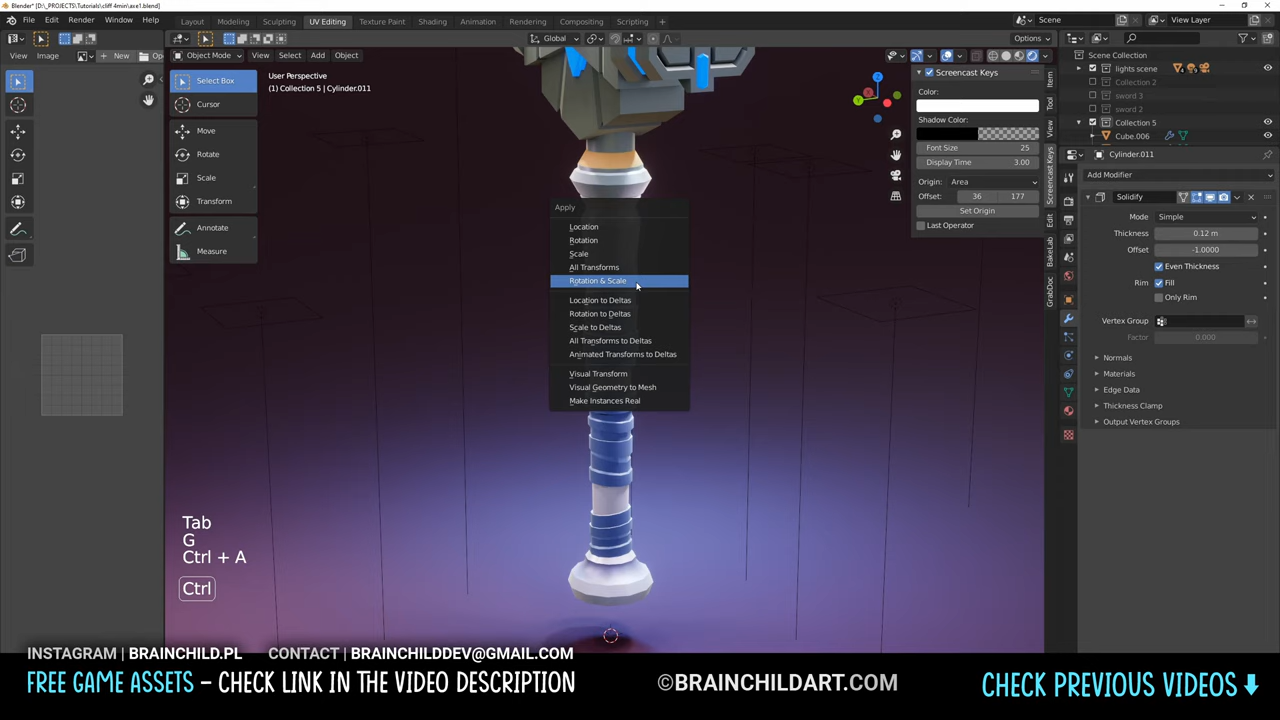 Blender* [D:\_PROJECTS\Tutorials\cliff 4min\axe1.blend]
File Edit Render Window Help Layout Modeling Sculpting UV Editing Texture Paint Shading Animation Rendering Compositing Scripting Scene View Layer
View Image New Op Object Mode View Select Add Object Global Options
Select Box
Cursor
Move
Rotate
Scale
Transform
Annotate
Measure
User Perspective
(1) Collection 5 | Cylinder.011
Apply
Location
Rotation
Scale
All Transforms
Rotation & Scale
Location to Deltas
Rotation to Deltas
Scale to Deltas
All Transforms to Deltas
Animated Transforms to Deltas
Visual Transform
Visual Geometry to Mesh
Make Instances Real
Tab
G
Ctrl + A
Ctrl
Screencast Keys
Color:
Shadow Color:
Font Size 25
Display Time 3.00
Origin: Area
Offset: 36 177
Set Origin
Last Operator
Item
Tool
View
Screencast Keys
Edit
BakeLab
GrabDoc
Scene Collection
lights scene
Collection 2
sword 3
sword 2
Collection 5
Cube.006
Cylinder.011
Add Modifier
Solidify
Mode Simple
Thickness 0.12 m
Offset -1.0000
Even Thickness
Rim Fill
Only Rim
Vertex Group
Factor 0.000
Normals
Materials
Edge Data
Thickness Clamp
Output Vertex Groups
INSTAGRAM | BRAINCHILD.PL CONTACT | BRAINCHILDDEV@GMAIL.COM
FREE GAME ASSETS – CHECK LINK IN THE VIDEO DESCRIPTION ©BRAINCHILDART.COM CHECK PREVIOUS VIDEOS